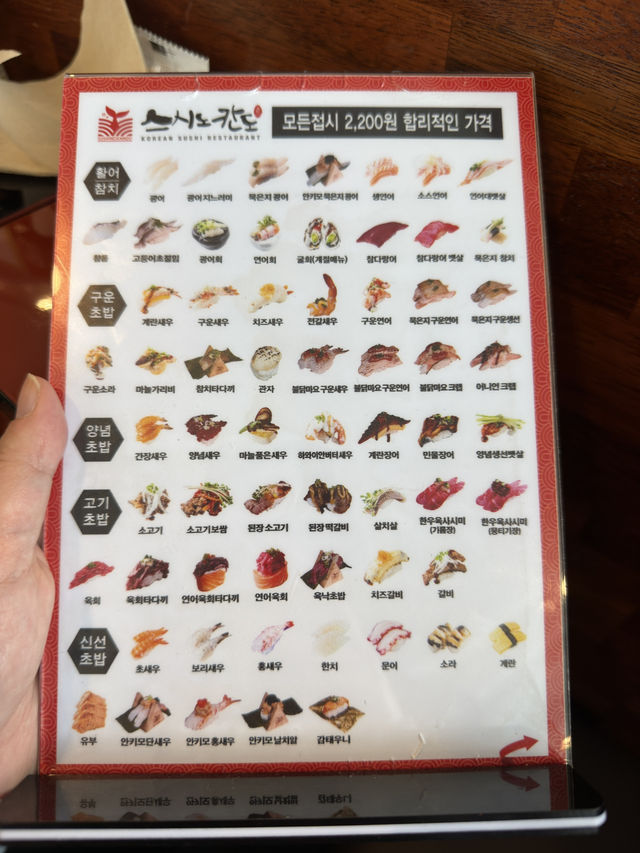 스시노칸도
KOREAN SUSHI RESTAURANT
모든접시 2,200원 합리적인 가격
활어
참치
광어 광어 지느러미 묵은지 광어 안키모 묵은지 광어 생연어 소스연어 연어대뱃살
참돔 고등어초절임 광어회 연어회 굴회(계절메뉴) 참다랑어 참다랑어 뱃살 묵은지 참치
구운
초밥
계란새우 구운새우 치즈새우 전갈새우 구운연어 묵은지구운연어 묵은지구운생선
구운소라 마늘가리비 참치타다끼 관자 불닭마요구운새우 불닭마요구운연어 불닭마요크랩 어니언 크랩
양념
초밥
간장새우 양념새우 마늘품은새우 하와이안버터새우 계란장어 민물장어 양념생선뱃살
고기
초밥
소고기 소고기보쌈 된장 소고기 된장 떡갈비 살치살 한우육사시미 한우육사시미
(기름장) (뭉티기장)
육회 육회타다끼 연어육회타다끼 연어육회 육낙초밥 치즈갈비 갈비
신선
초밥
초새우 보리새우 홍새우 한치 문어 소라 계란
유부 안키모단새우 안키모 홍새우 안키모 날치알 감태우니